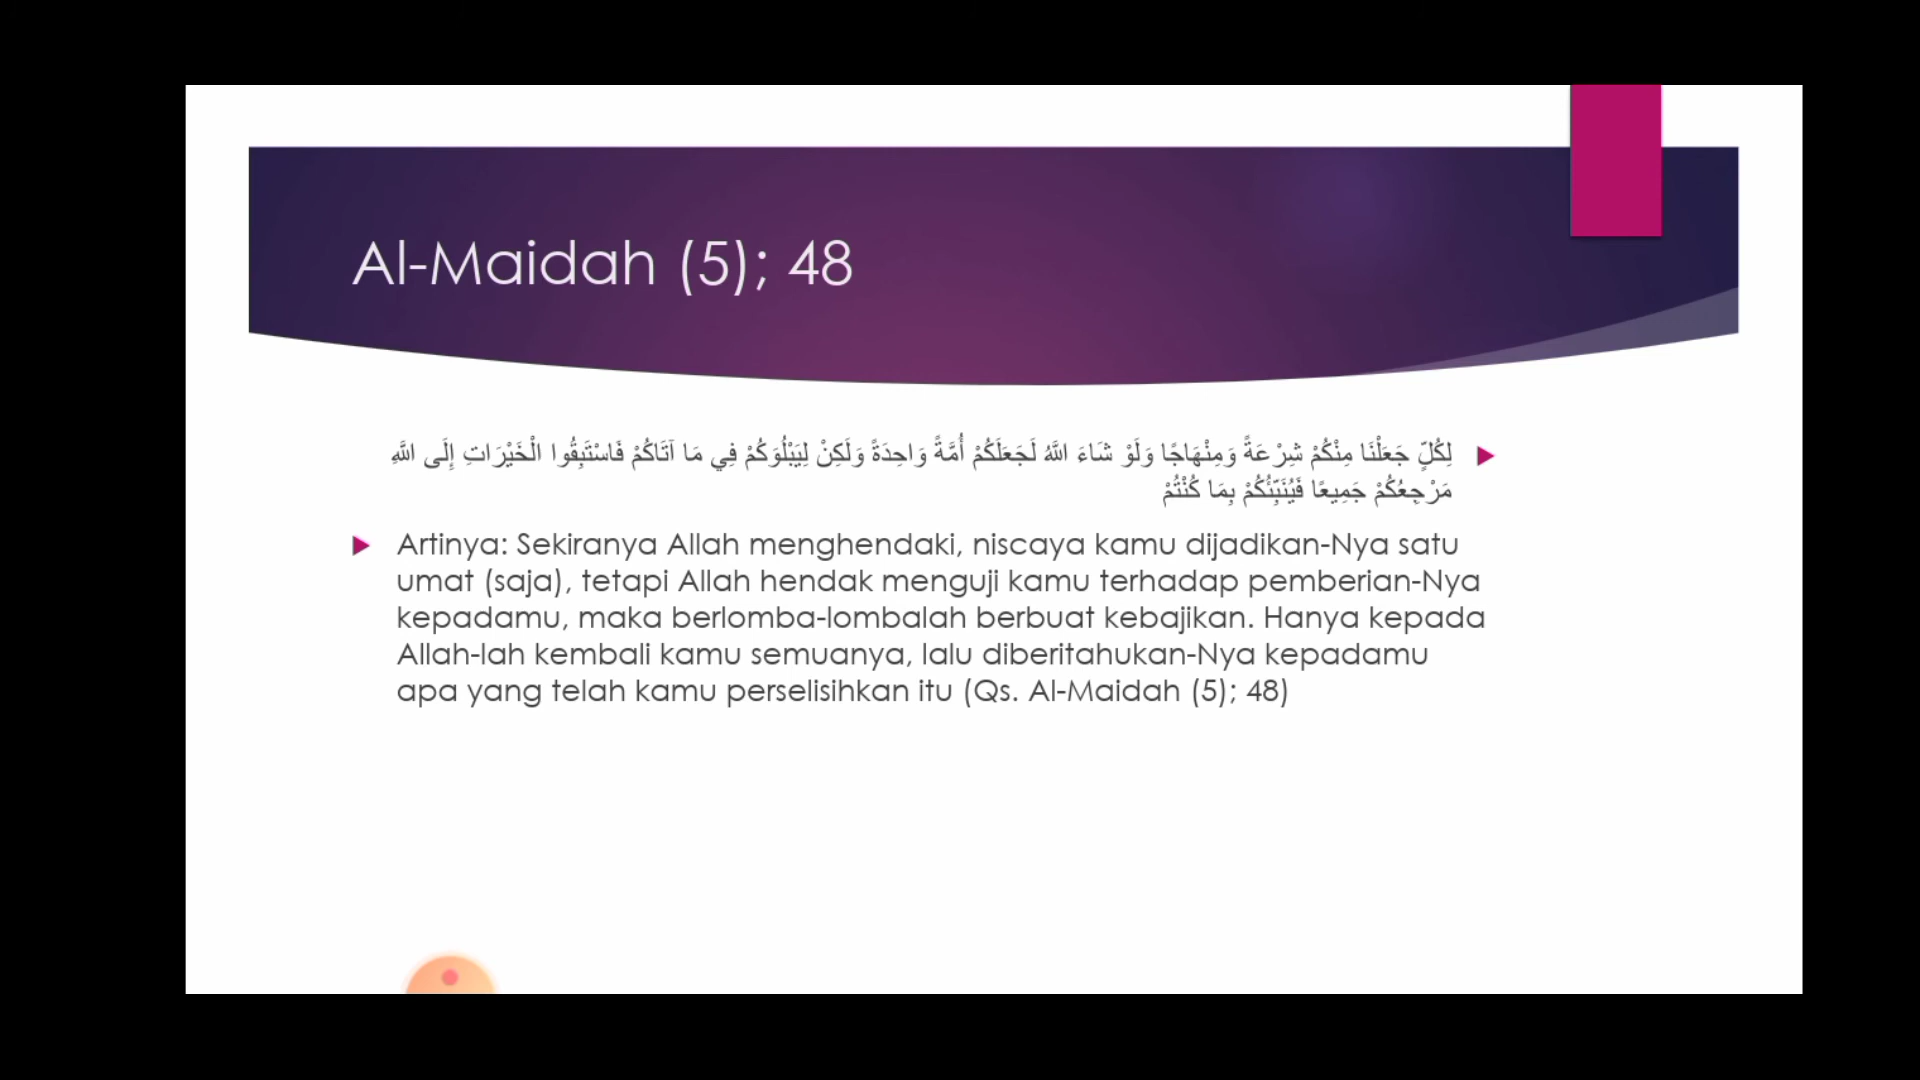 Al-Maidah (5); 48
لِكُلٍّ جَعَلْنَا مِنْكُمْ شِرْعَةً وَمِنْهَاجًا وَلَوْ شَاءَ اللَّهُ لَجَعَلَكُمْ أُمَّةً وَاحِدَةً وَلَكِنْ لِيَبْلُوَكُمْ فِي مَا آتَاكُمْ فَاسْتَبِقُوا الْخَيْرَاتِ إِلَى اللَّهِ
مَرْجِعُكُمْ جَمِيعًا فَيُنَبِّئُكُمْ بِمَا كُنْتُمْ
Artinya: Sekiranya Allah menghendaki, niscaya kamu dijadikan-Nya satu
umat (saja), tetapi Allah hendak menguji kamu terhadap pemberian-Nya
kepadamu, maka berlomba-lombalah berbuat kebajikan. Hanya kepada
Allah-lah kembali kamu semuanya, lalu diberitahukan-Nya kepadamu
apa yang telah kamu perselisihkan itu (Qs. Al-Maidah (5); 48)